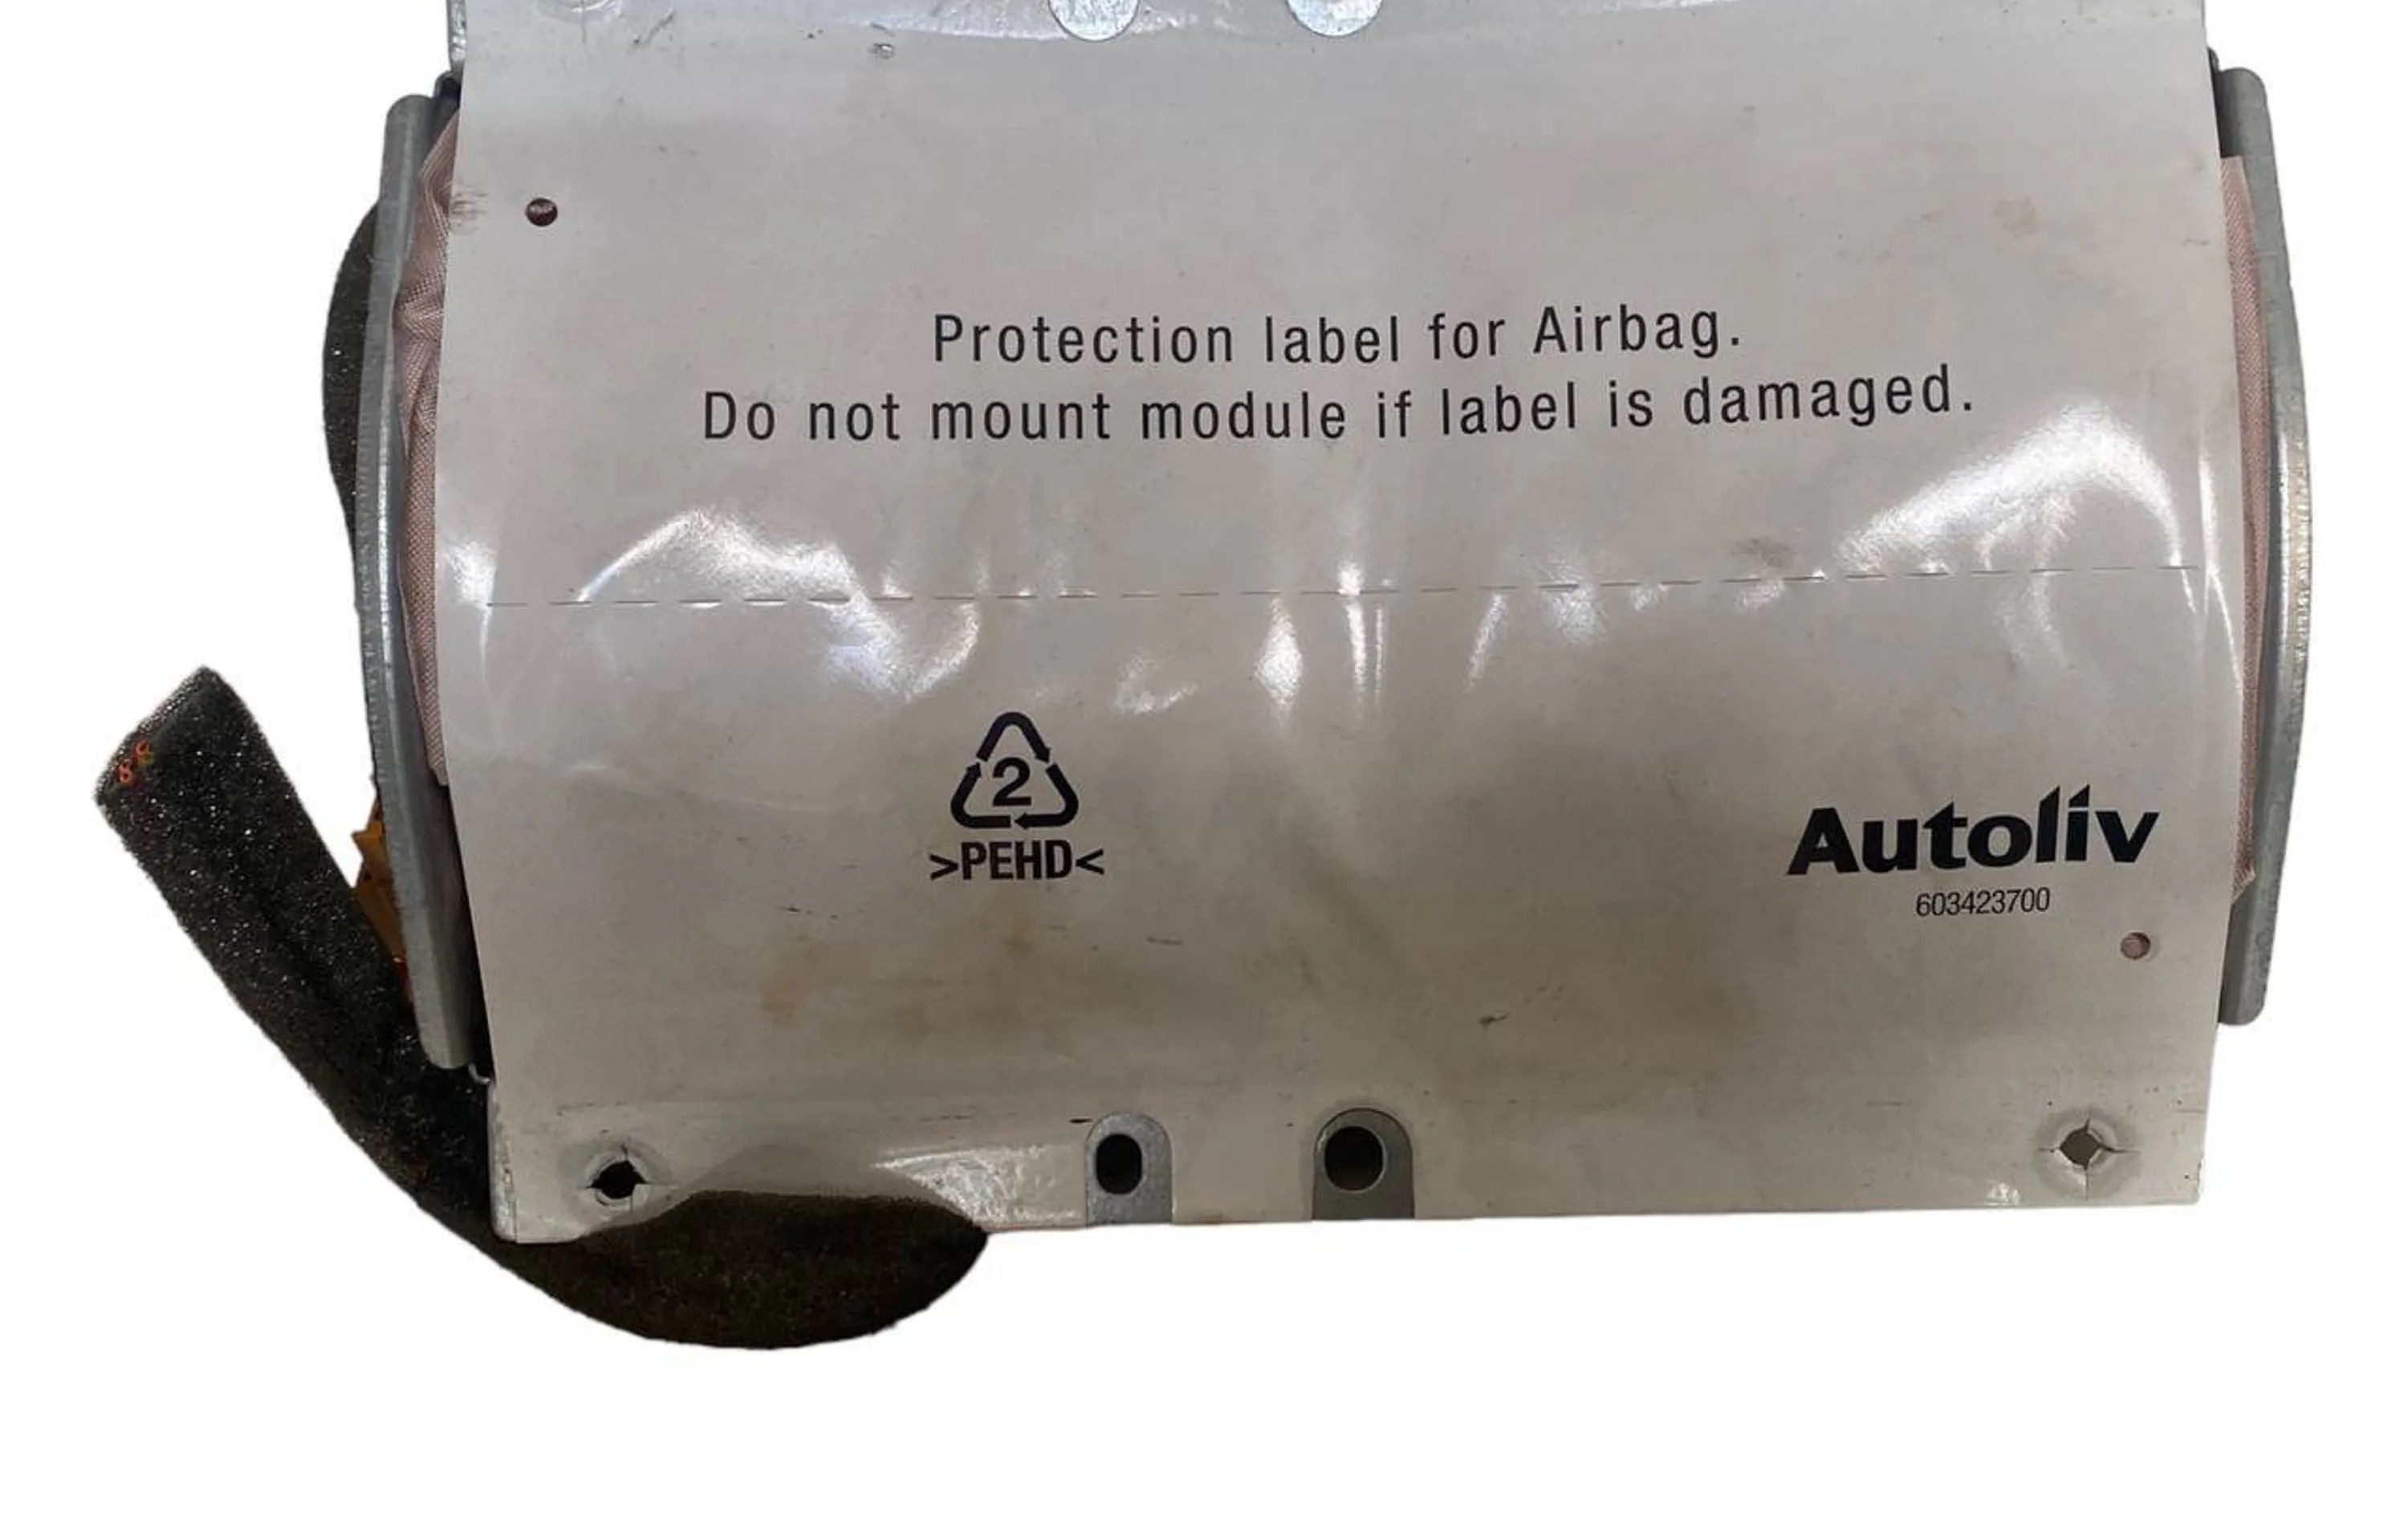 Protection label for Airbag.
Do not mount module if label is damaged.
2
>PEHD<
Autoliv
603423700